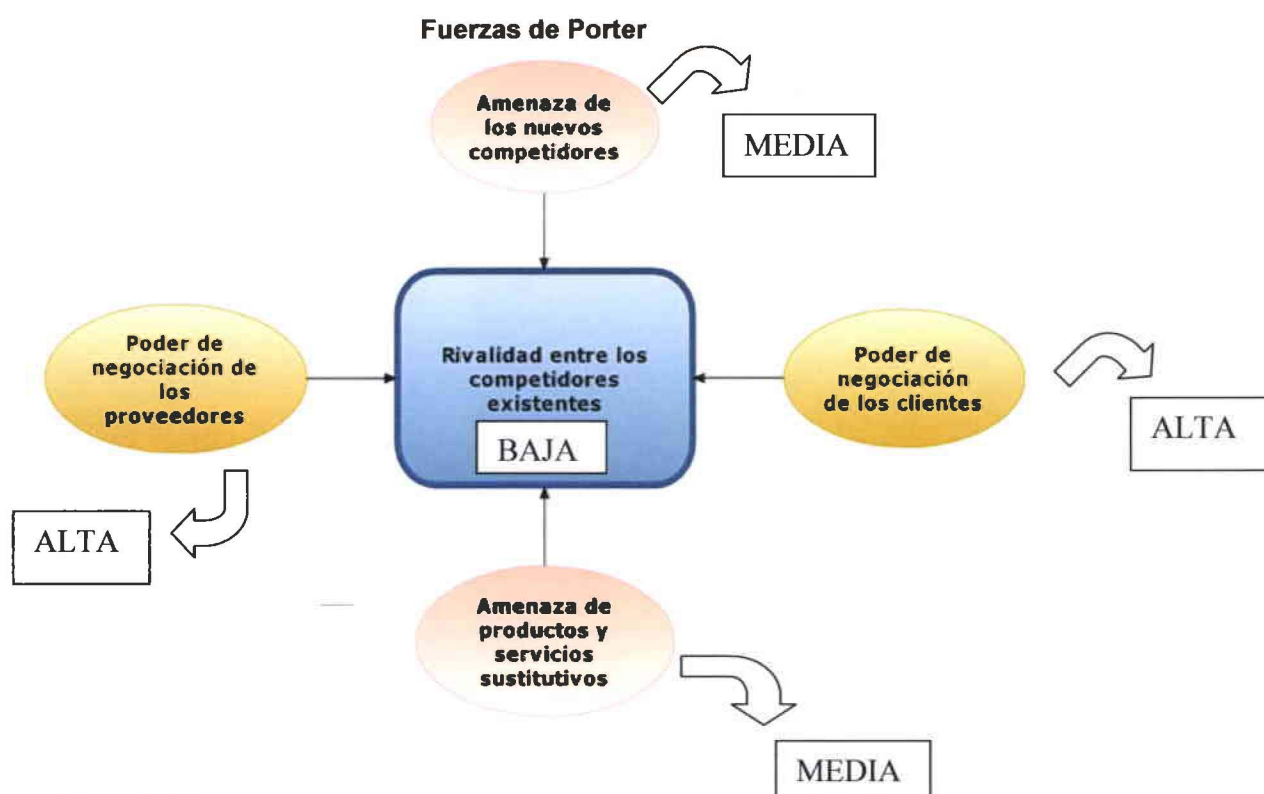 Fuerzas de Porter
Amenaza de
los nuevos
competidores
MEDIA
Poder de
negociación de
los
proveedores
ALTA
Rivalidad entre los
competidores
existentes
BAJA
Poder de
negociación
de los clientes
ALTA
Amenaza de
productos y
servicios
sustitutivos
MEDIA